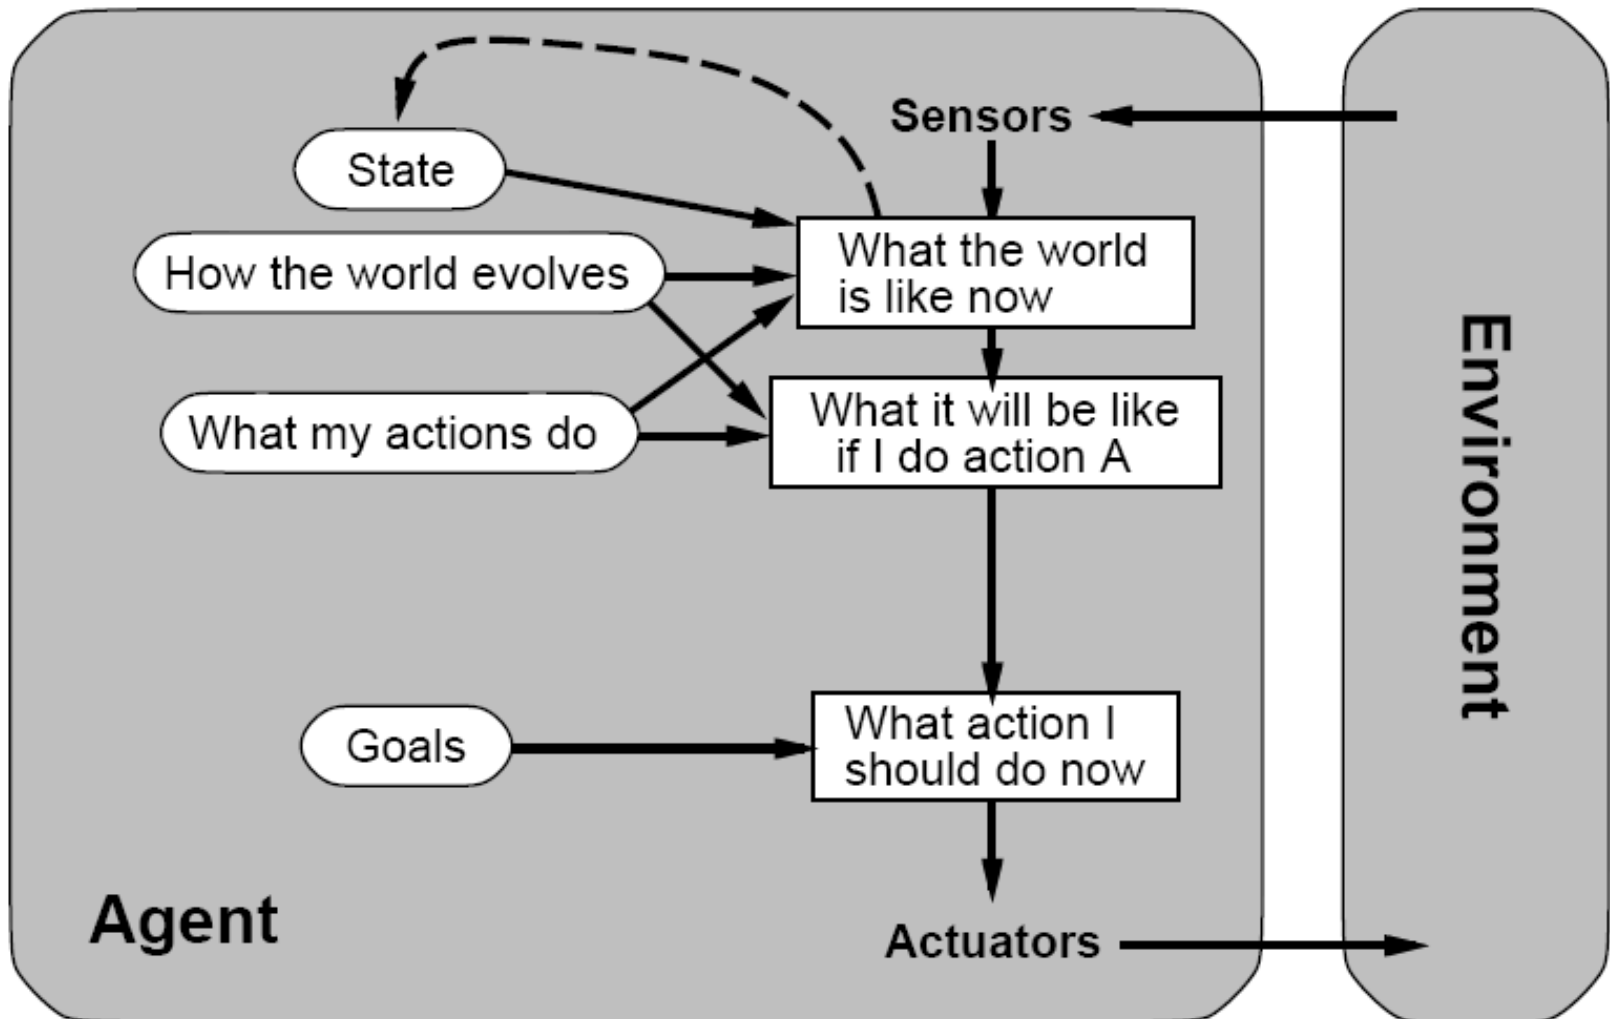 Sensors
State
What the world
is like now
How the world evolves
What it will be like
if I do action A
What my actions do
Environment
What action I
should do now
Goals
Agent
Actuators